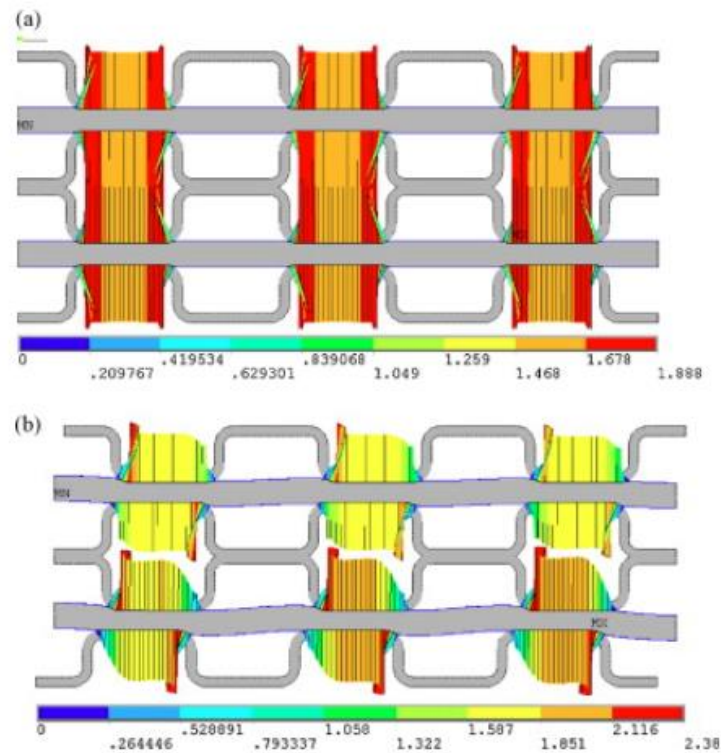 (a)
MN
MX
0 .419534 .839068 1.259 1.678
.209767 .629301 1.049 1.468 1.888
(b)
MN
MX
0 .528891 1.058 1.587 2.116
.264446 .793337 1.322 1.851 2.38